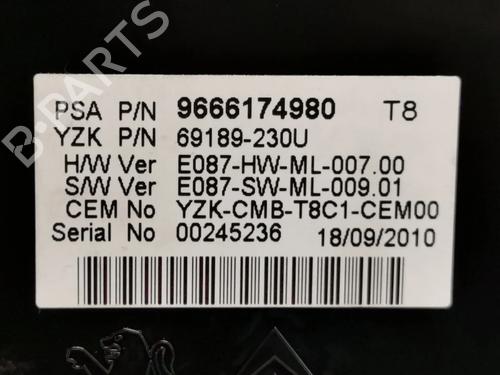 B-PARTS
PSA P/N 9666174980 T8
YZK P/N 69189-230U
H/W Ver E087-HW-ML-007.00
S/W Ver E087-SW-ML-009.01
CEM No YZK-CMB-T8C1-CEM00
Serial No 00245236 18/09/2010